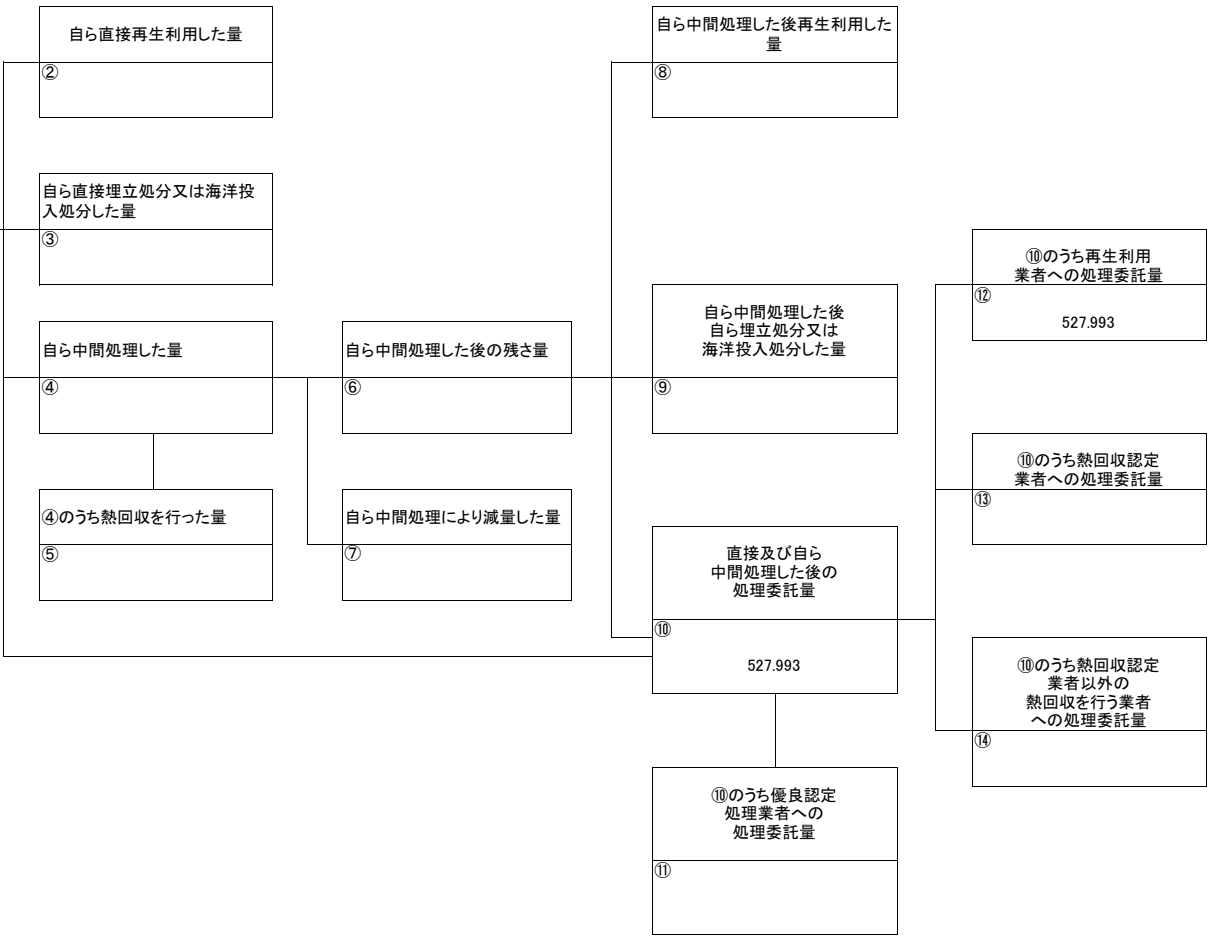 自ら直接再生利用した量
②
自ら中間処理した後再生利用した
量
⑧
自ら直接埋立処分又は海洋投
入処分した量
③
自ら中間処理した量
④
④のうち熱回収を行った量
⑤
自ら中間処理した後の残さ量
⑥
自ら中間処理により減量した量
⑦
自ら中間処理した後
自ら埋立処分又は
海洋投入処分した量
⑨
直接及び自ら
中間処理した後の
処理委託量
⑩
527.993
⑩のうち優良認定
処理業者への
処理委託量
⑪
⑩のうち再生利用
業者への処理委託量
⑫
527.993
⑩のうち熱回収認定
業者への処理委託量
⑬
⑩のうち熱回収認定
業者以外の
熱回収を行う業者
への処理委託量
⑭